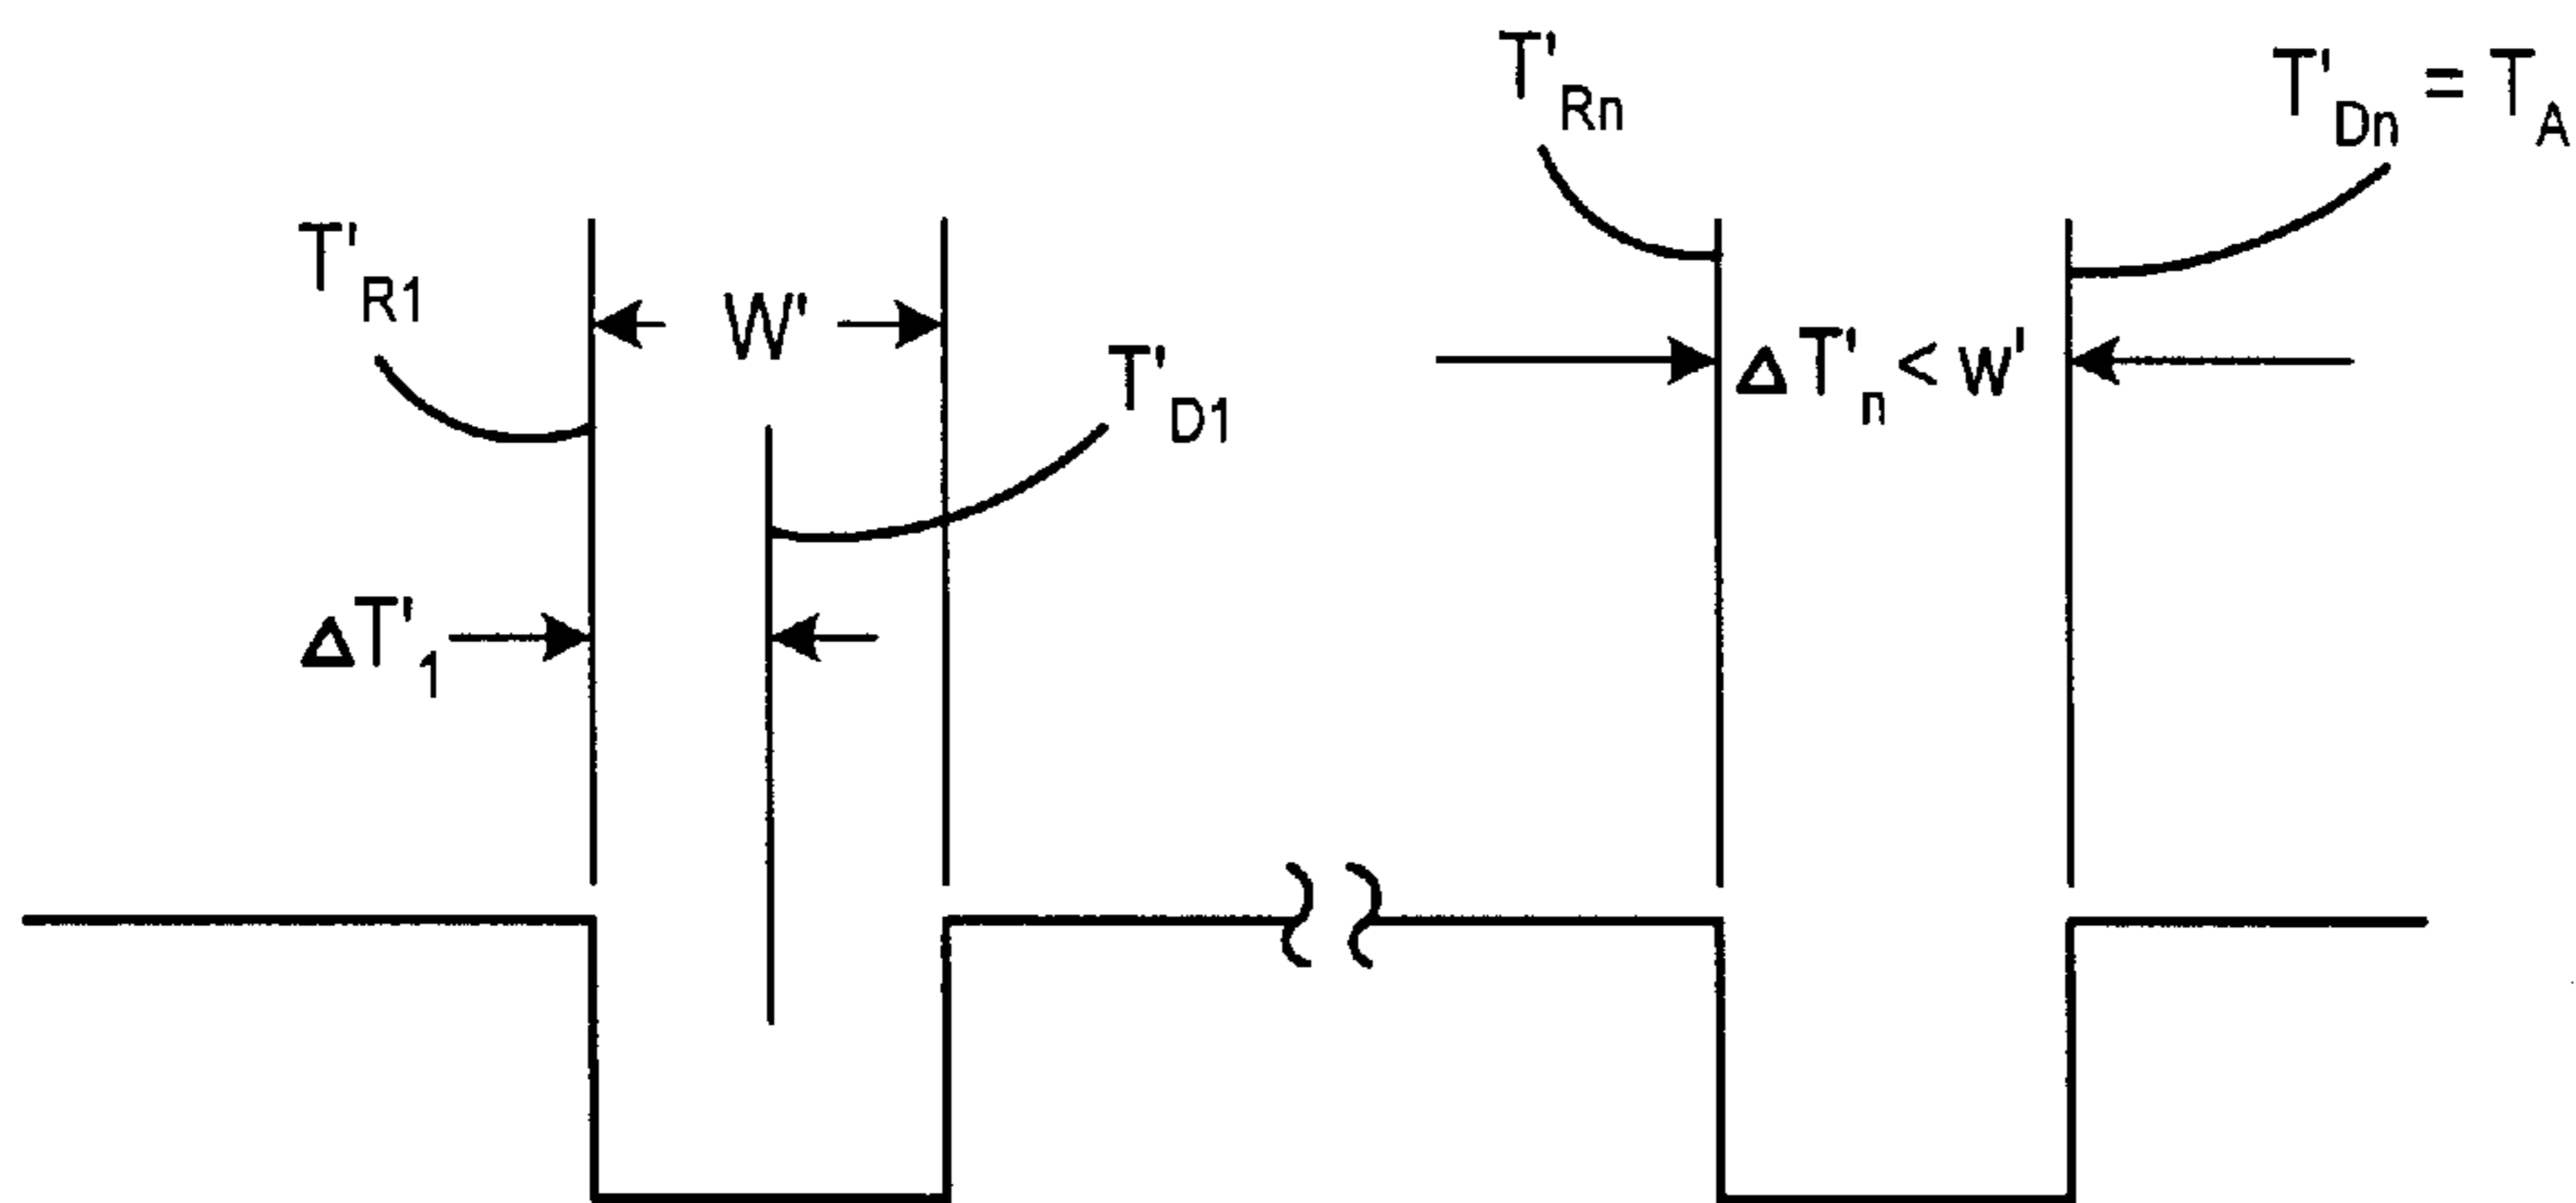 T'Rn
T'Dn = TA
T'R1
W'
T'D1
ΔT'n < w'
ΔT'1